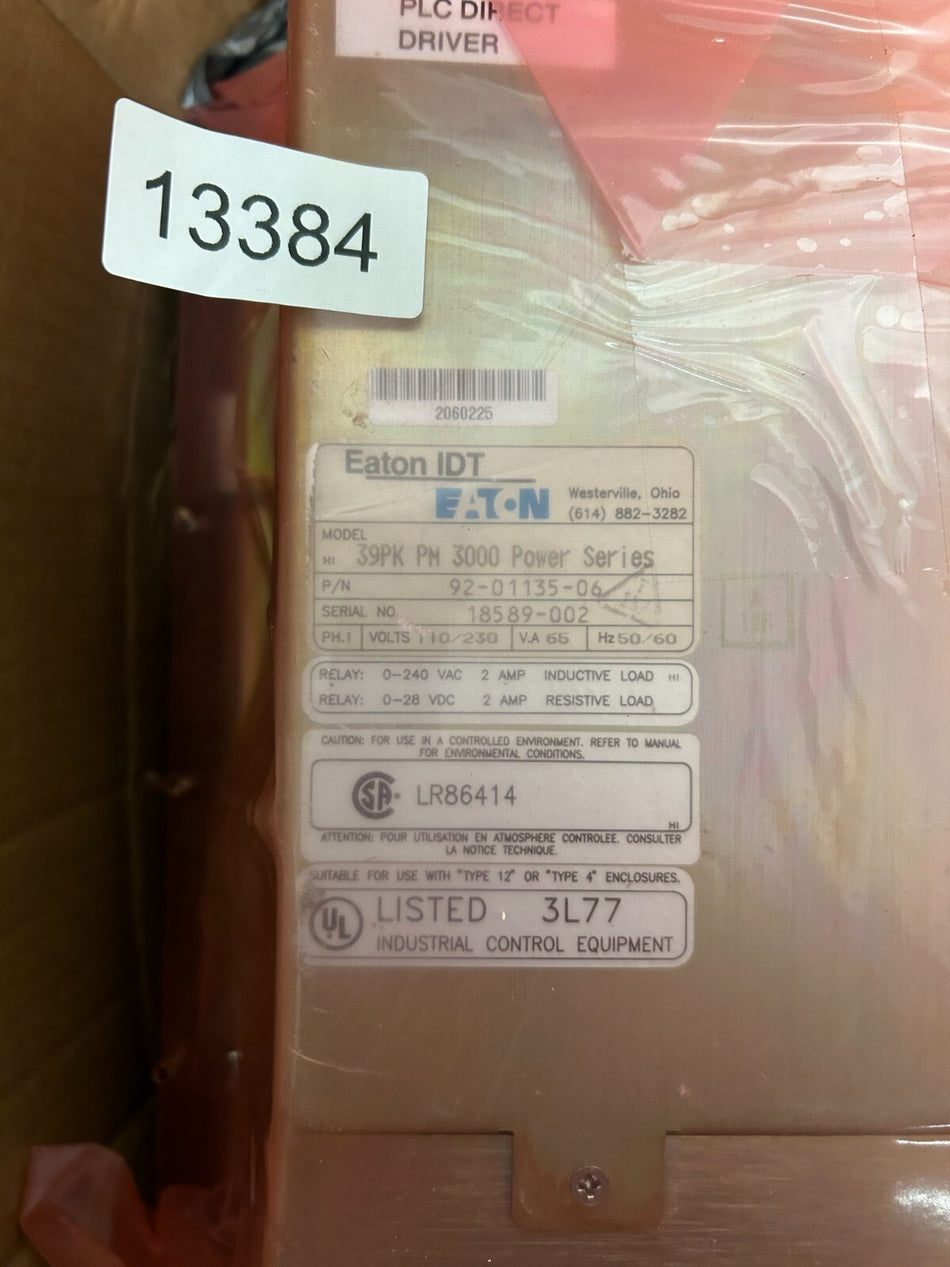 PLC DIRECT
DRIVER
13384
2060225
Eaton IDT
EATON
Westerville, Ohio
(614) 882-3282
MODEL
HI 39PK PM 3000 Power Series
P/N 92-01135-06
SERIAL NO. 18589-002
PH.1 VOLTS 110/230 V.A 65 Hz 50/60
RELAY: 0-240 VAC 2 AMP INDUCTIVE LOAD HI
RELAY: 0-28 VDC 2 AMP RESISTIVE LOAD
CAUTION: FOR USE IN A CONTROLLED ENVIRONMENT. REFER TO MANUAL
FOR ENVIRONMENTAL CONDITIONS.
SA LR86414
HI
ATTENTION: POUR UTILISATION EN ATMOSPHERE CONTROLEE. CONSULTER
LA NOTICE TECHNIQUE.
SUITABLE FOR USE WITH "TYPE 12" OR "TYPE 4" ENCLOSURES.
UL LISTED 3L77
INDUSTRIAL CONTROL EQUIPMENT